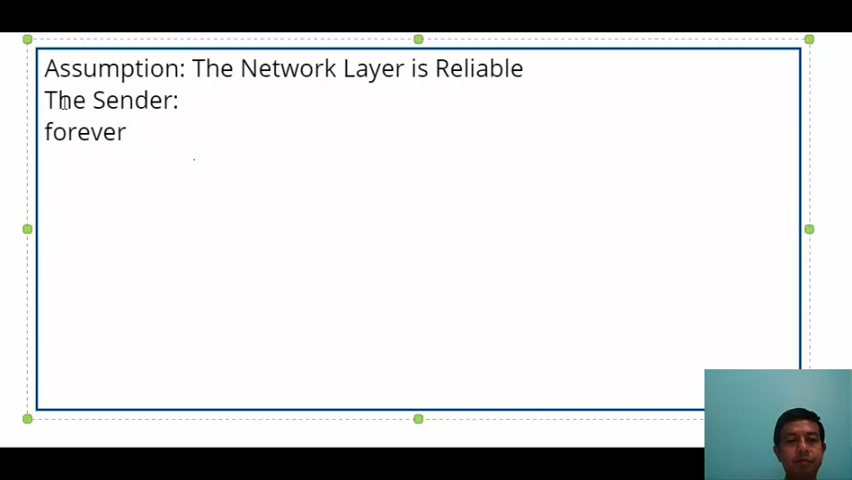 Assumption: The Network Layer is Reliable
The Sender:
forever